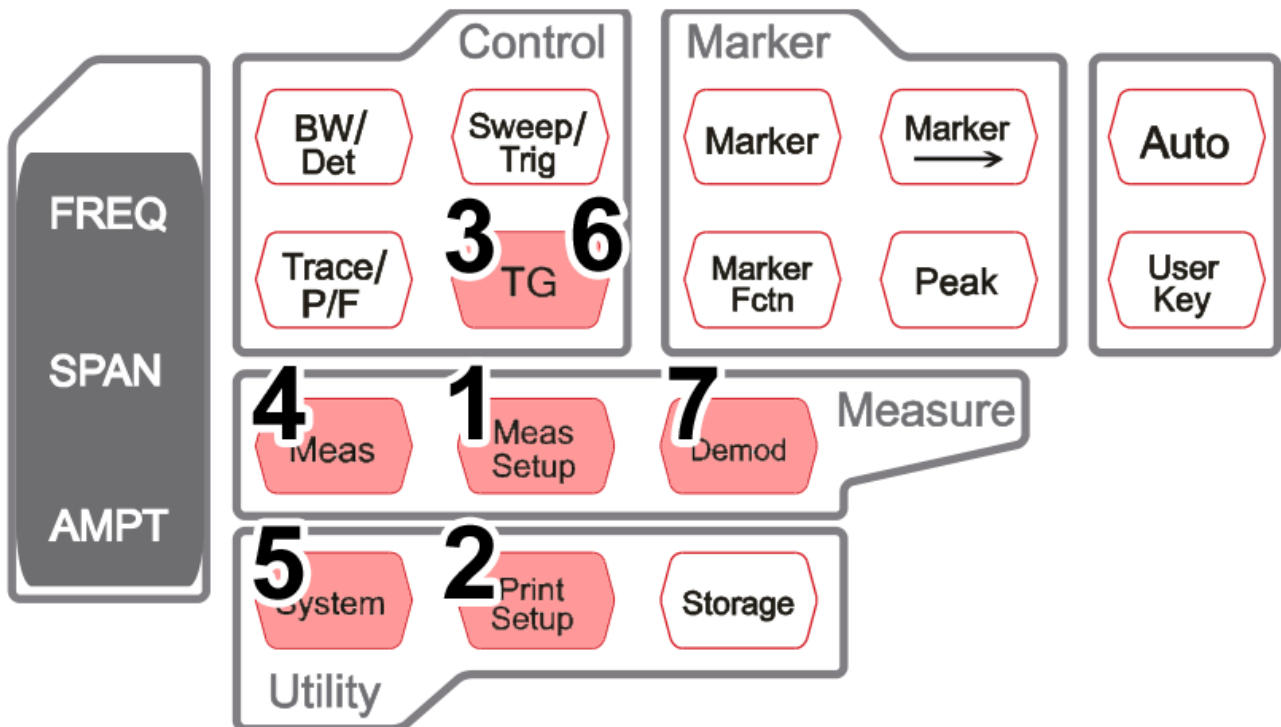 Control
Marker
BW/
Det
Sweep/
Trig
Marker
Marker
Auto
FREQ
Trace/
P/F
3
TG
6
Marker
Fctn
Peak
User
Key
SPAN
4
Meas
1
Meas
Setup
7
Demod
Measure
AMPT
5
System
2
Print
Setup
Storage
Utility